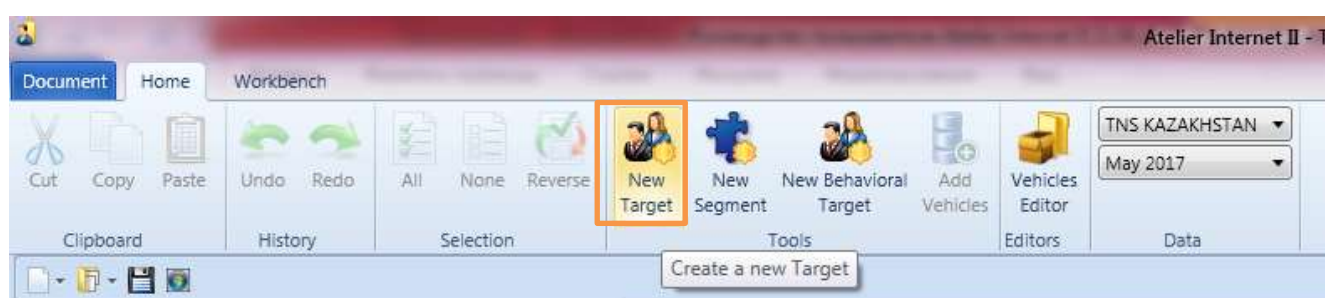 Atelier Internet II - T
Document Home Workbench
Cut Copy Paste Undo Redo All None Reverse New Target New Segment New Behavioral Target Add Vehicles Vehicles Editor TNS KAZAKHSTAN
May 2017
Clipboard History Selection Tools Editors Data
Create a new Target